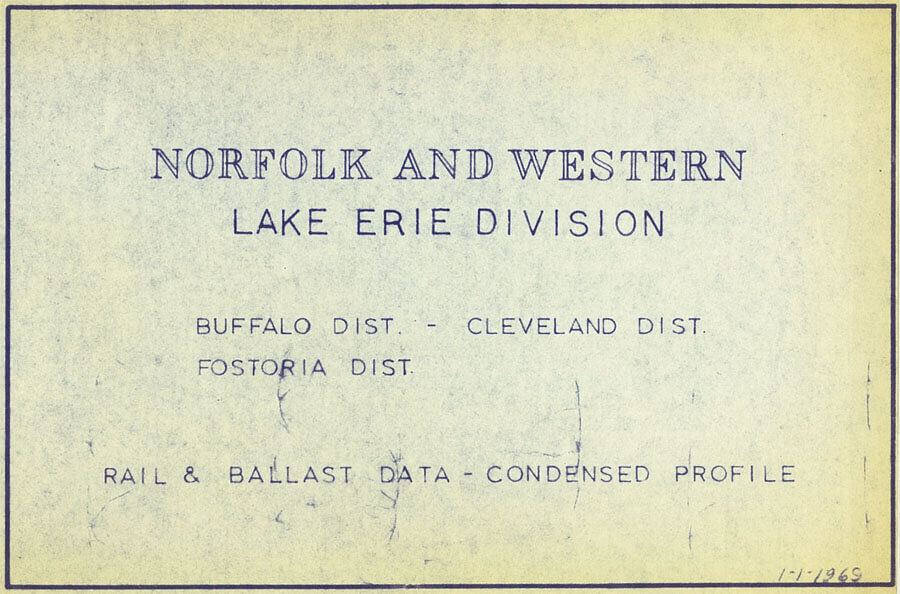 NORFOLK AND WESTERN
LAKE ERIE DIVISION
BUFFALO DIST. - CLEVELAND DIST.
FOSTORIA DIST.
RAIL & BALLAST DATA - CONDENSED PROFILE
1-1-1969